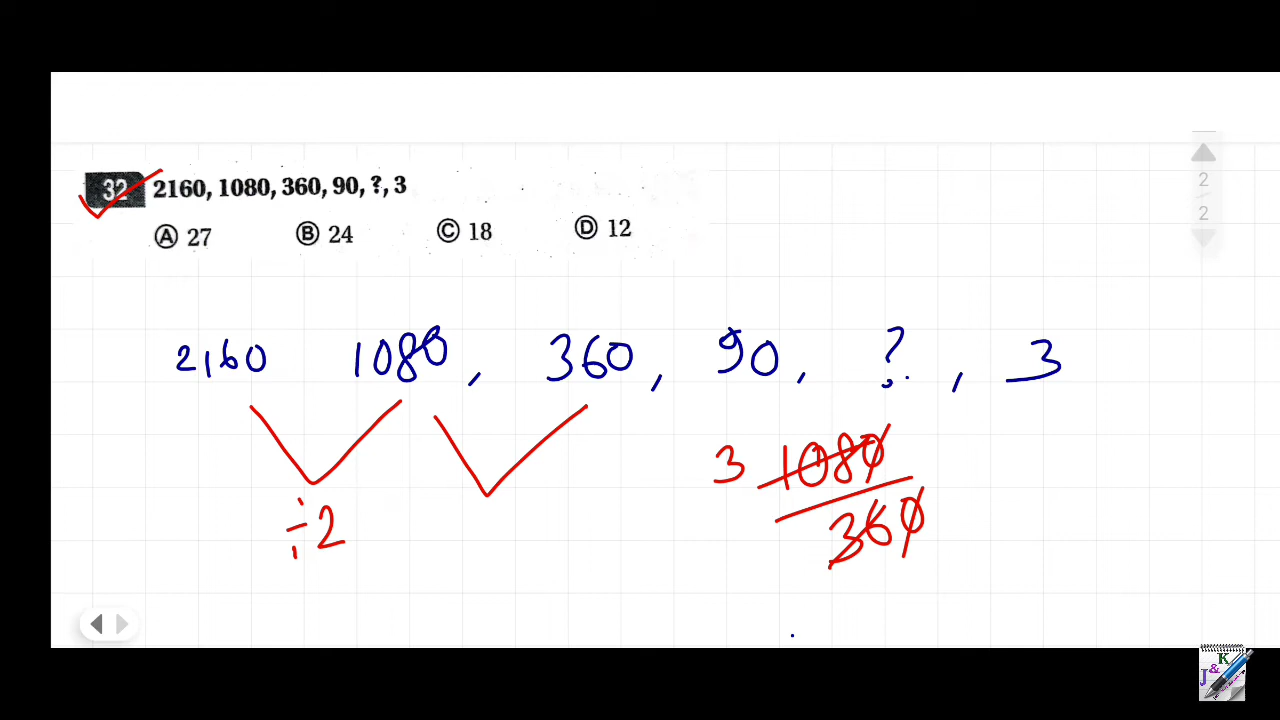 32 2160, 1080, 360, 90, ?, 3
Ⓐ 27 Ⓑ 24 Ⓒ 18 Ⓓ 12
2160 1080, 360, 90, ?, 3
÷2
3 1080
360
2
2
J & K